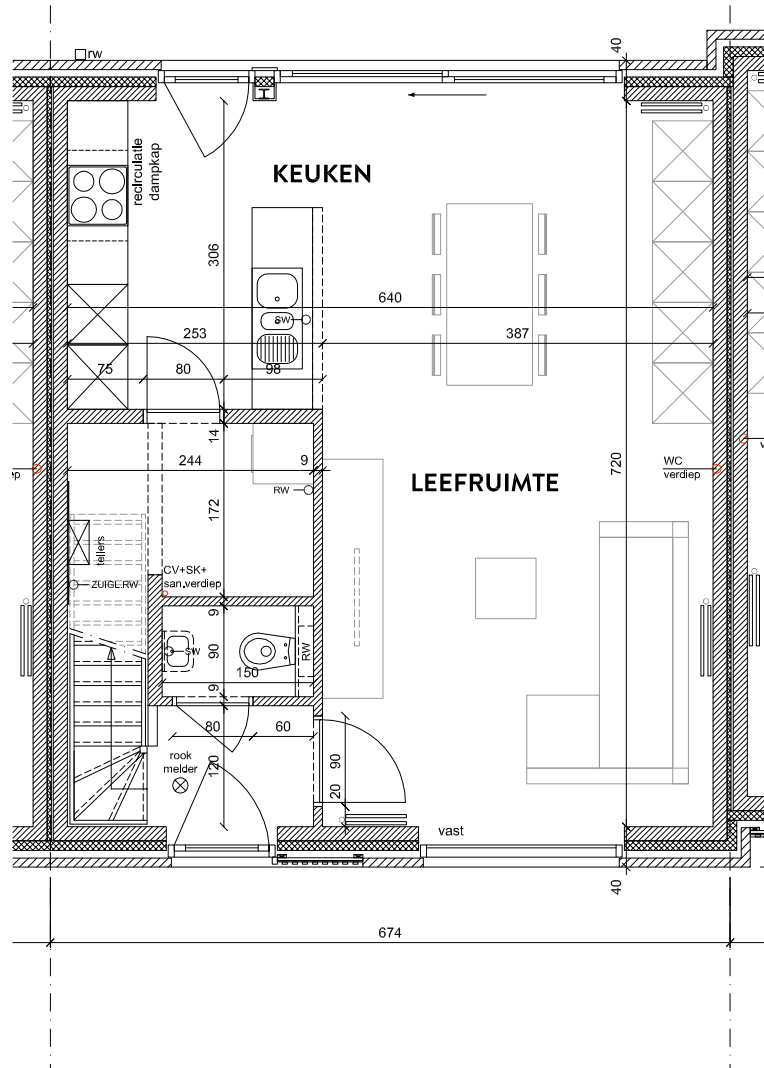 40
rw
recirculatie
dampkap
KEUKEN
306
640
SW
253
387
75
80
98
14
244
9
720
WC
verdiep
LEEFRUIMTE
RW
172
tellers
CV+SK+
san.verdiep
ZUIGL.RW
9
90
SW
RW
150
9
80
60
rook
melder
120
90
20
vast
40
674
ep
v